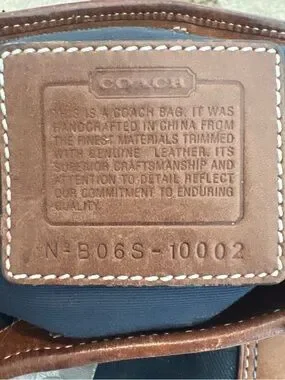 COACH
THIS IS A COACH BAG. IT WAS
HANDCRAFTED IN CHINA FROM
THE FINEST MATERIALS TRIMMED
WITH GENUINE LEATHER. ITS
SUPERIOR CRAFTSMANSHIP AND
ATTENTION TO DETAIL REFLECT
OUR COMMITMENT TO ENDURING
QUALITY.
Nº B06S-10002